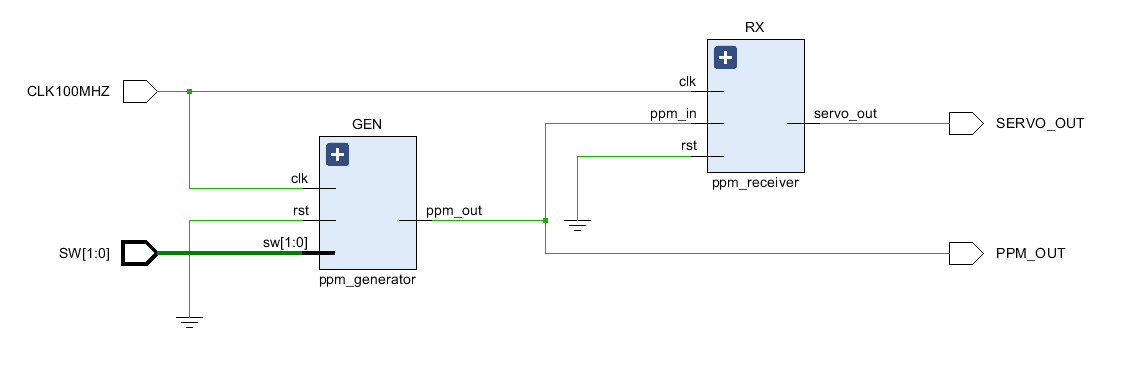 RX
CLK100MHZ
clk
ppm_in
servo_out
SERVO_OUT
GEN
rst
ppm_receiver
clk
rst
ppm_out
SW[1:0]
sw[1:0]
PPM_OUT
ppm_generator